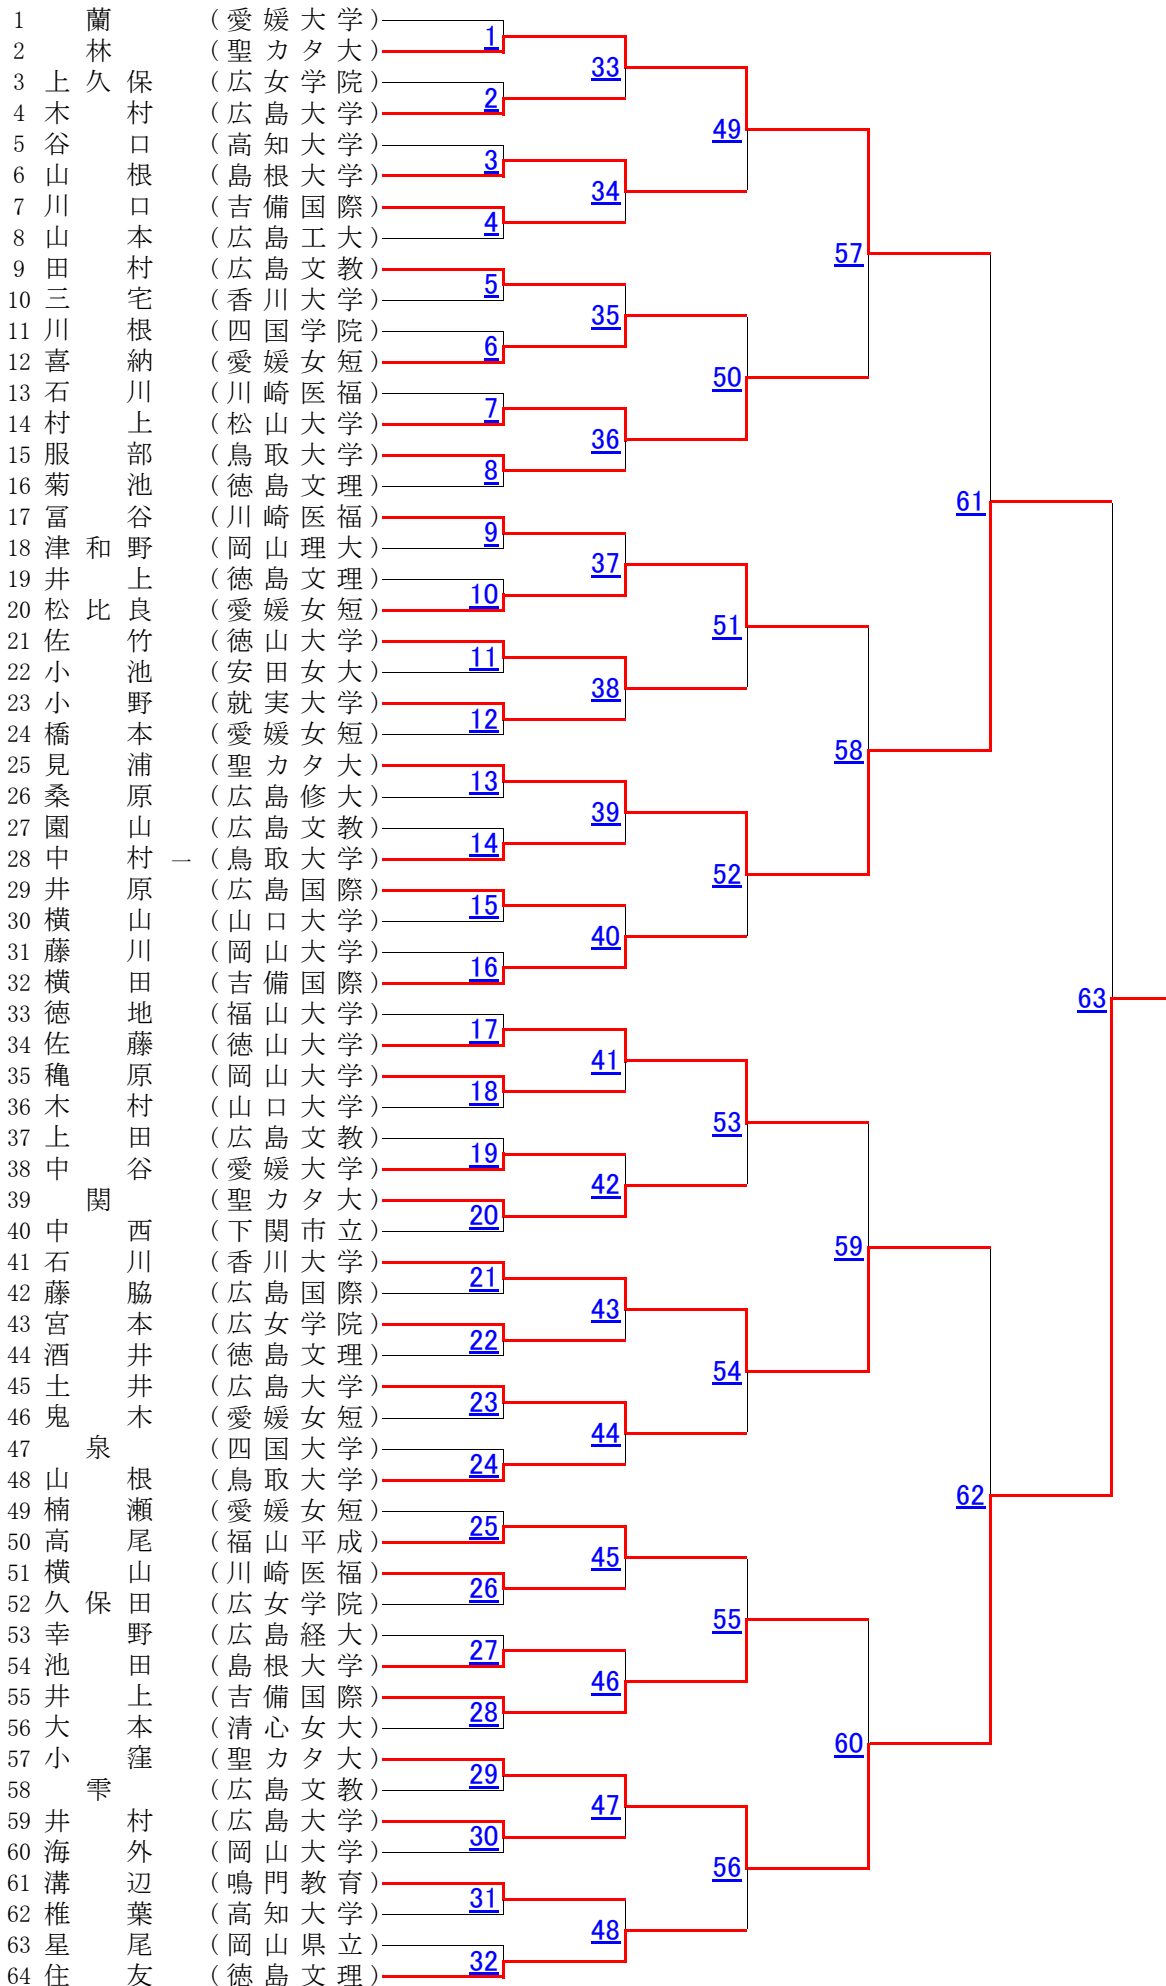 1 蘭 (愛媛大学)
2 林 (聖カタ大)
1
3 上久保 (広女学院)
33
4 木村 (広島大学)
2
49
5 谷口 (高知大学)
3
6 山根 (島根大学)
34
7 川口 (吉備国際)
4
8 山本 (広島工大)
57
9 田村 (広島文教)
5
10 三宅 (香川大学)
35
11 川根 (四国学院)
6
12 喜納 (愛媛女短)
50
13 石川 (川崎医福)
7
14 村上 (松山大学)
36
15 服部 (鳥取大学)
8
16 菊池 (徳島文理)
61
17 冨谷 (川崎医福)
9
18 津和野 (岡山理大)
37
19 井上 (徳島文理)
10
20 松比良 (愛媛女短)
51
21 佐竹 (徳山大学)
11
22 小池 (安田女大)
38
23 小野 (就実大学)
12
24 橋本 (愛媛女短)
58
25 見浦 (聖カタ大)
13
26 桑原 (広島修大)
39
27 園山 (広島文教)
14
28 中村一 (鳥取大学)
52
29 井原 (広島国際)
15
30 横山 (山口大学)
40
31 藤川 (岡山大学)
16
32 横田 (吉備国際)
63
33 徳地 (福山大学)
17
34 佐藤 (徳山大学)
41
35 穐原 (岡山大学)
18
36 木村 (山口大学)
53
37 上田 (広島文教)
19
38 中谷 (愛媛大学)
42
39 関 (聖カタ大)
20
40 中西 (下関市立)
59
41 石川 (香川大学)
21
42 藤脇 (広島国際)
43
43 宮本 (広女学院)
22
44 酒井 (徳島文理)
54
45 土井 (広島大学)
23
46 鬼木 (愛媛女短)
44
47 泉 (四国大学)
24
48 山根 (鳥取大学)
62
49 楠瀬 (愛媛女短)
25
50 高尾 (福山平成)
45
51 横山 (川崎医福)
26
52 久保田 (広女学院)
55
53 幸野 (広島経大)
27
54 池田 (島根大学)
46
55 井上 (吉備国際)
28
56 大本 (清心女大)
60
57 小窪 (聖カタ大)
29
58 雫 (広島文教)
47
59 井村 (広島大学)
30
60 海外 (岡山大学)
56
61 溝辺 (鳴門教育)
31
62 椎葉 (高知大学)
48
63 星尾 (岡山県立)
32
64 住友 (徳島文理)